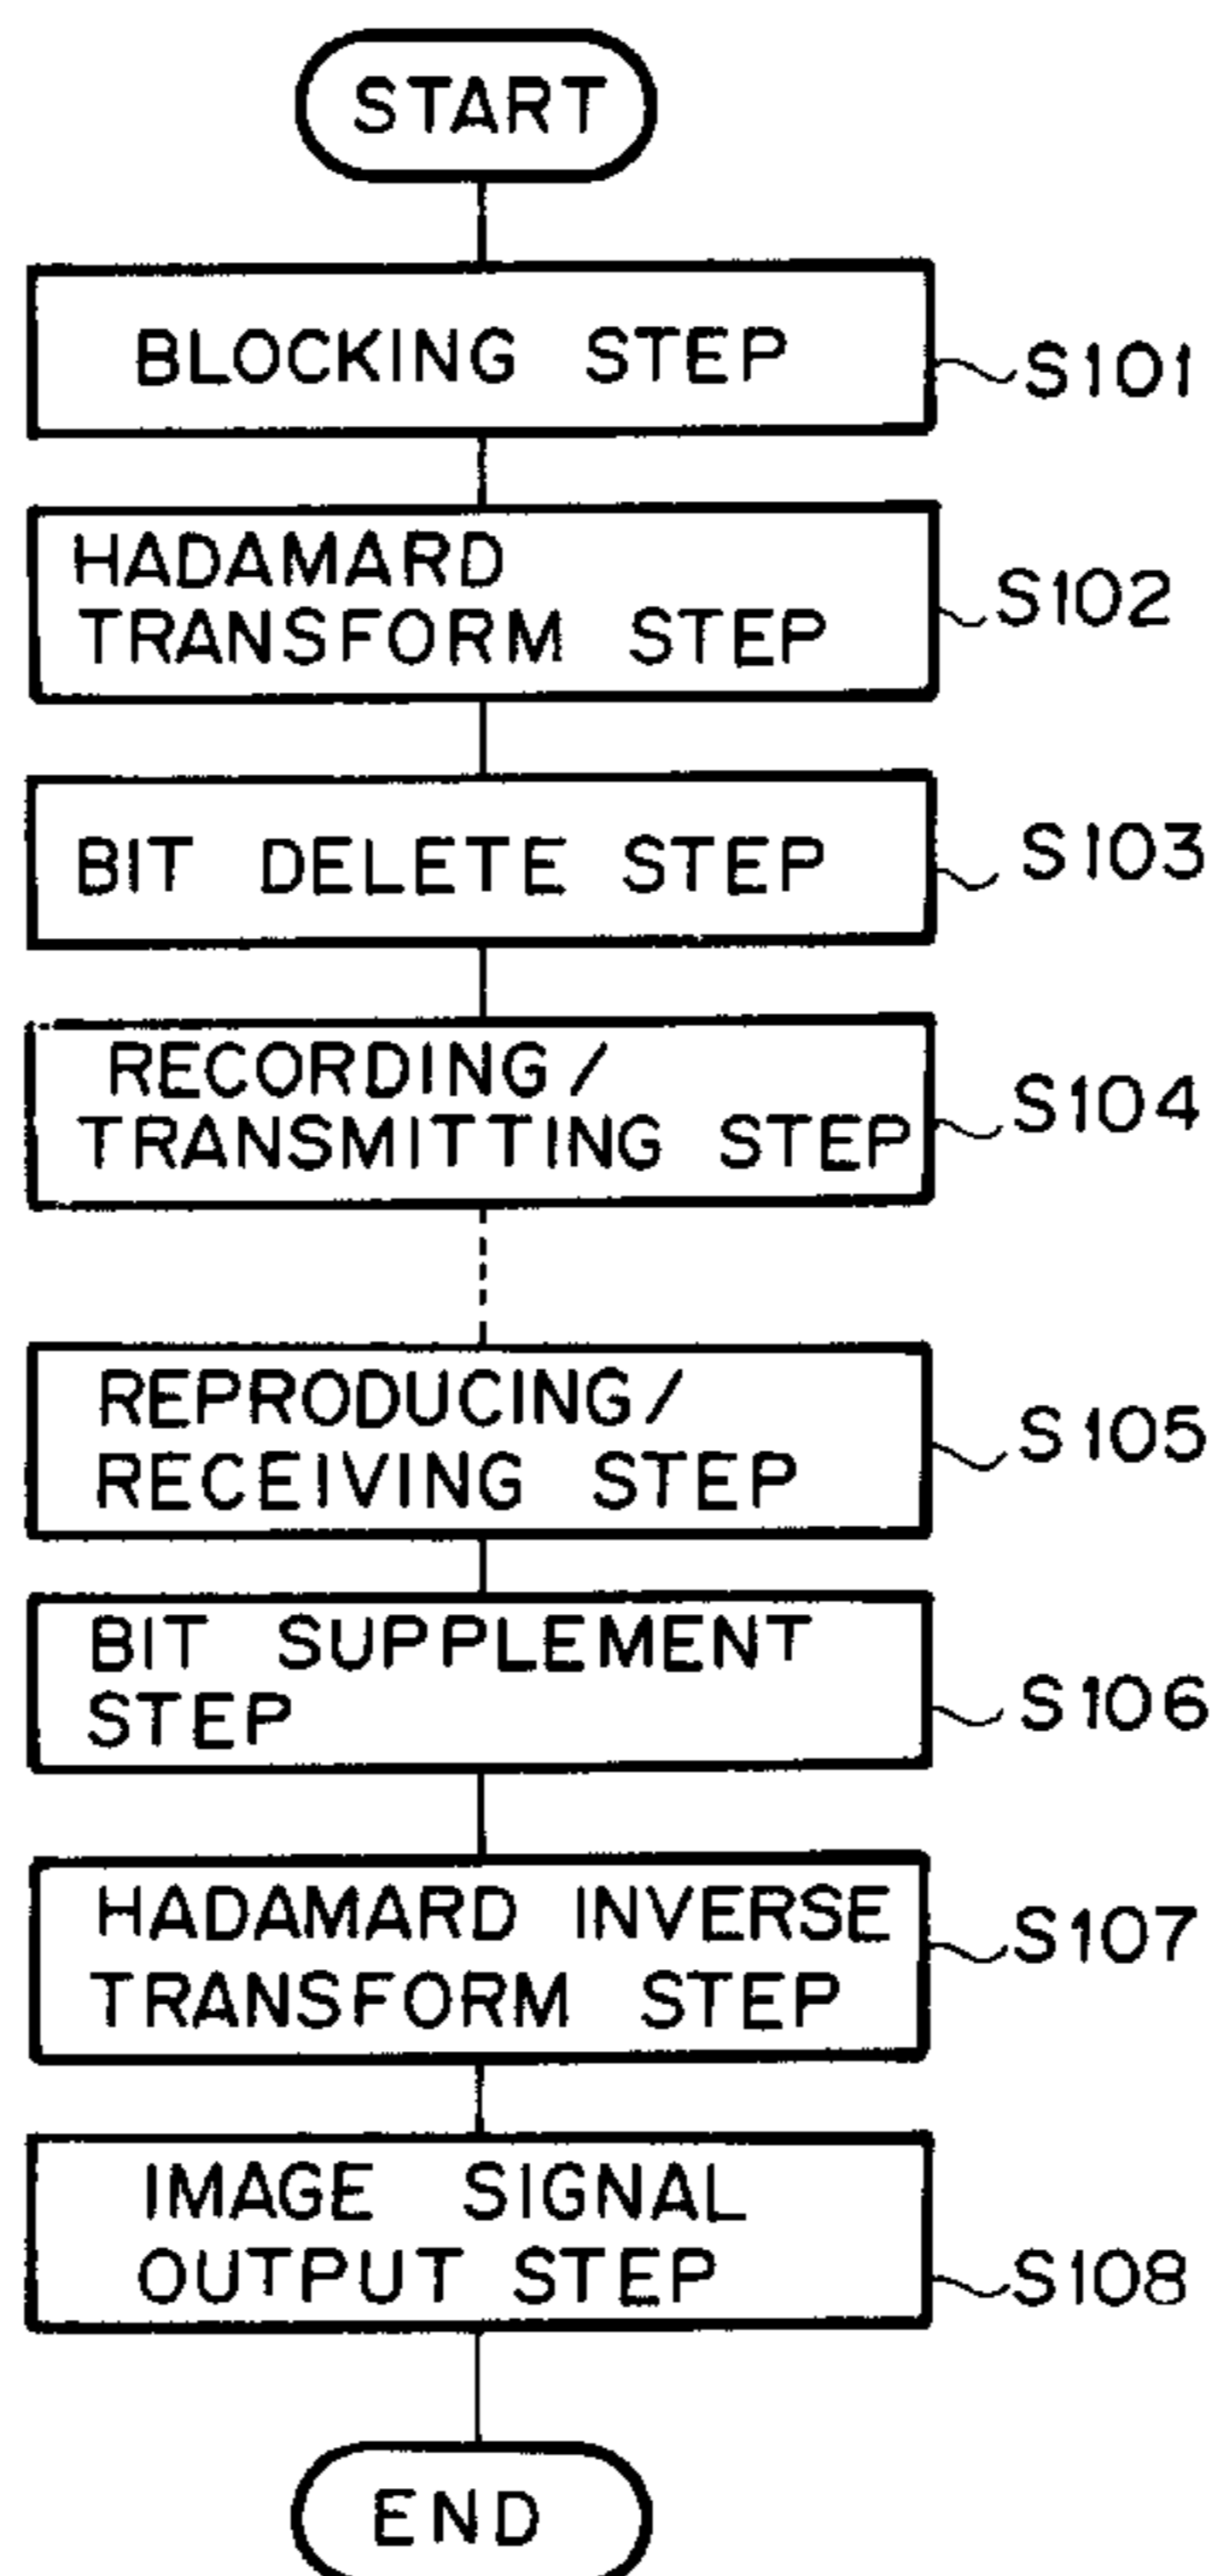 START
BLOCKING STEP
S101
HADAMARD
TRANSFORM STEP
S102
BIT DELETE STEP
S103
RECORDING/
TRANSMITTING STEP
S104
REPRODUCING/
RECEIVING STEP
S105
BIT SUPPLEMENT
STEP
S106
HADAMARD INVERSE
TRANSFORM STEP
S107
IMAGE SIGNAL
OUTPUT STEP
S108
END